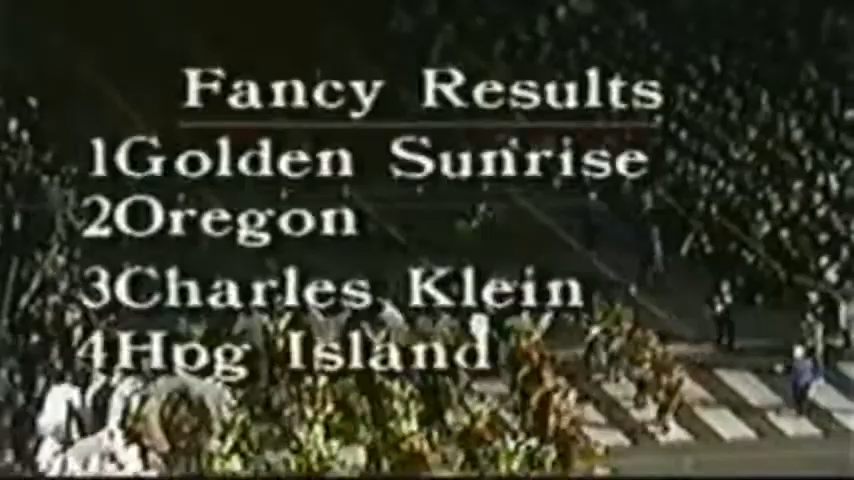 Fancy Results
1Golden Sunrise
2Oregon
3Charles Klein
4Hog Island